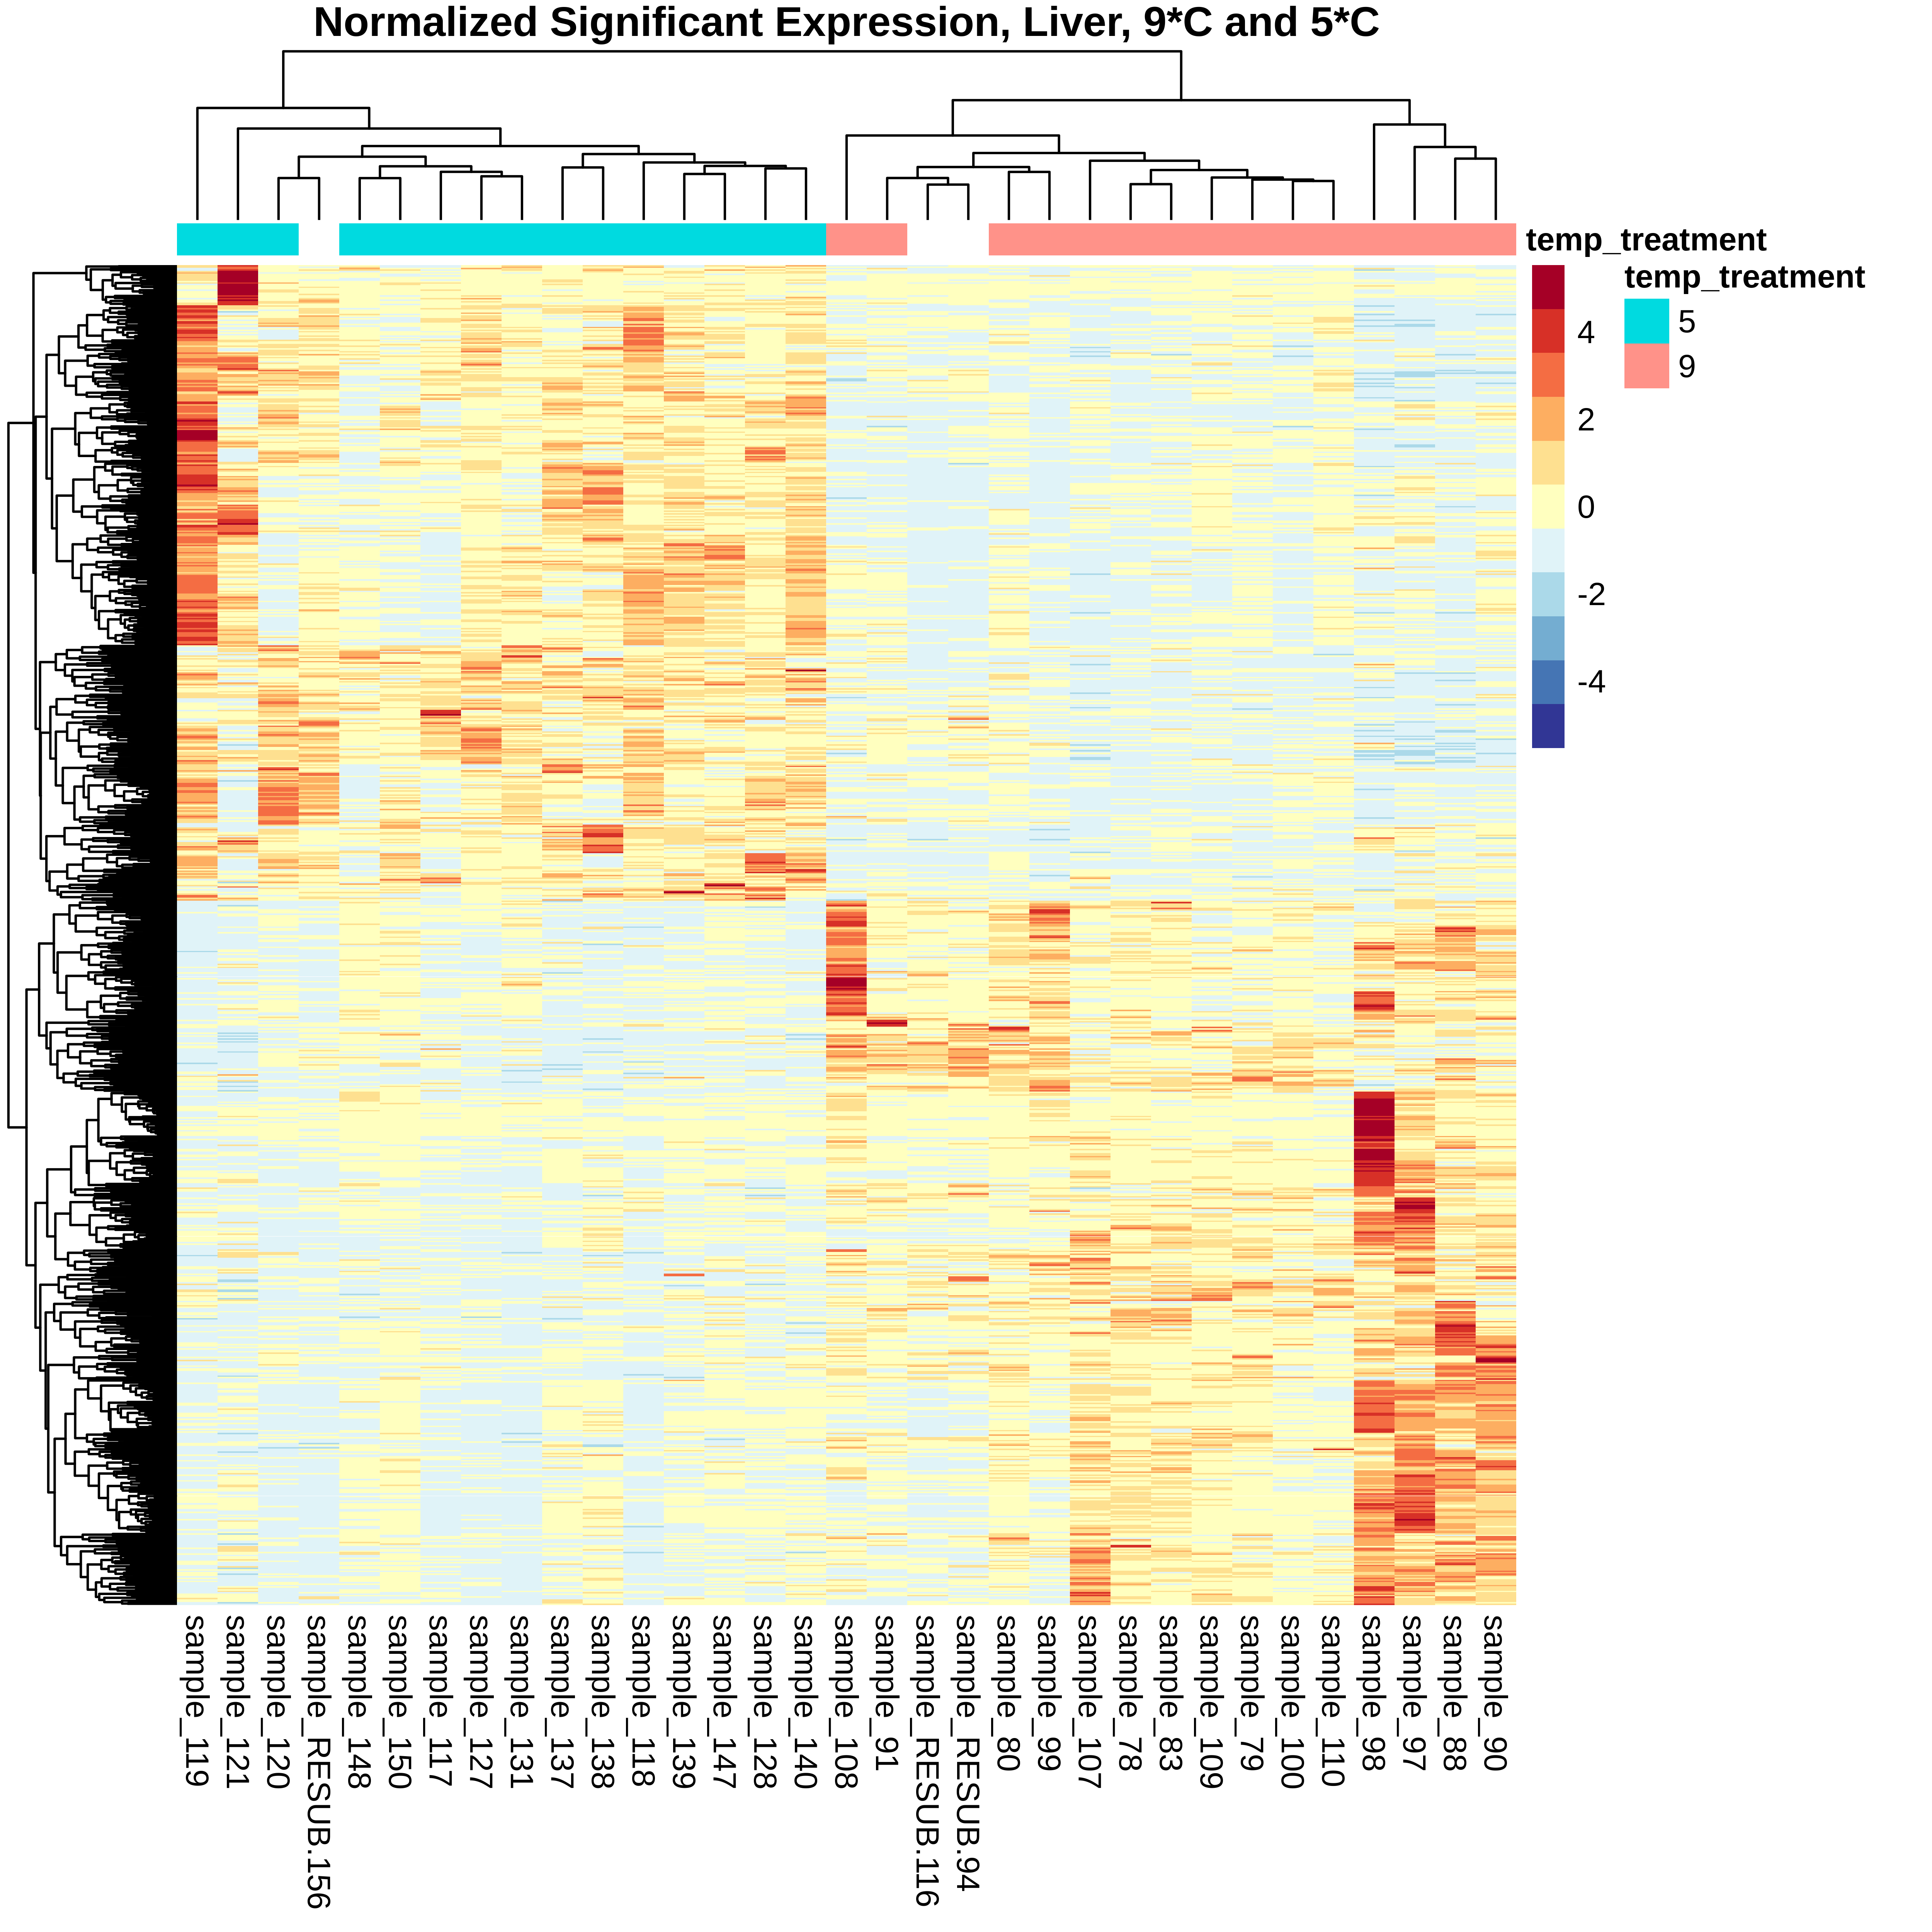 Normalized Significant Expression, Liver, 9*C and 5*C
temp_treatment
temp_treatment
4
2
0
-2
-4
5
9
sample_119
sample_121
sample_120
sample_RESUB.156
sample_148
sample_150
sample_117
sample_127
sample_131
sample_137
sample_138
sample_118
sample_139
sample_147
sample_128
sample_140
sample_108
sample_91
sample_RESUB.116
sample_RESUB.94
sample_80
sample_99
sample_107
sample_78
sample_83
sample_109
sample_79
sample_100
sample_110
sample_98
sample_97
sample_88
sample_90